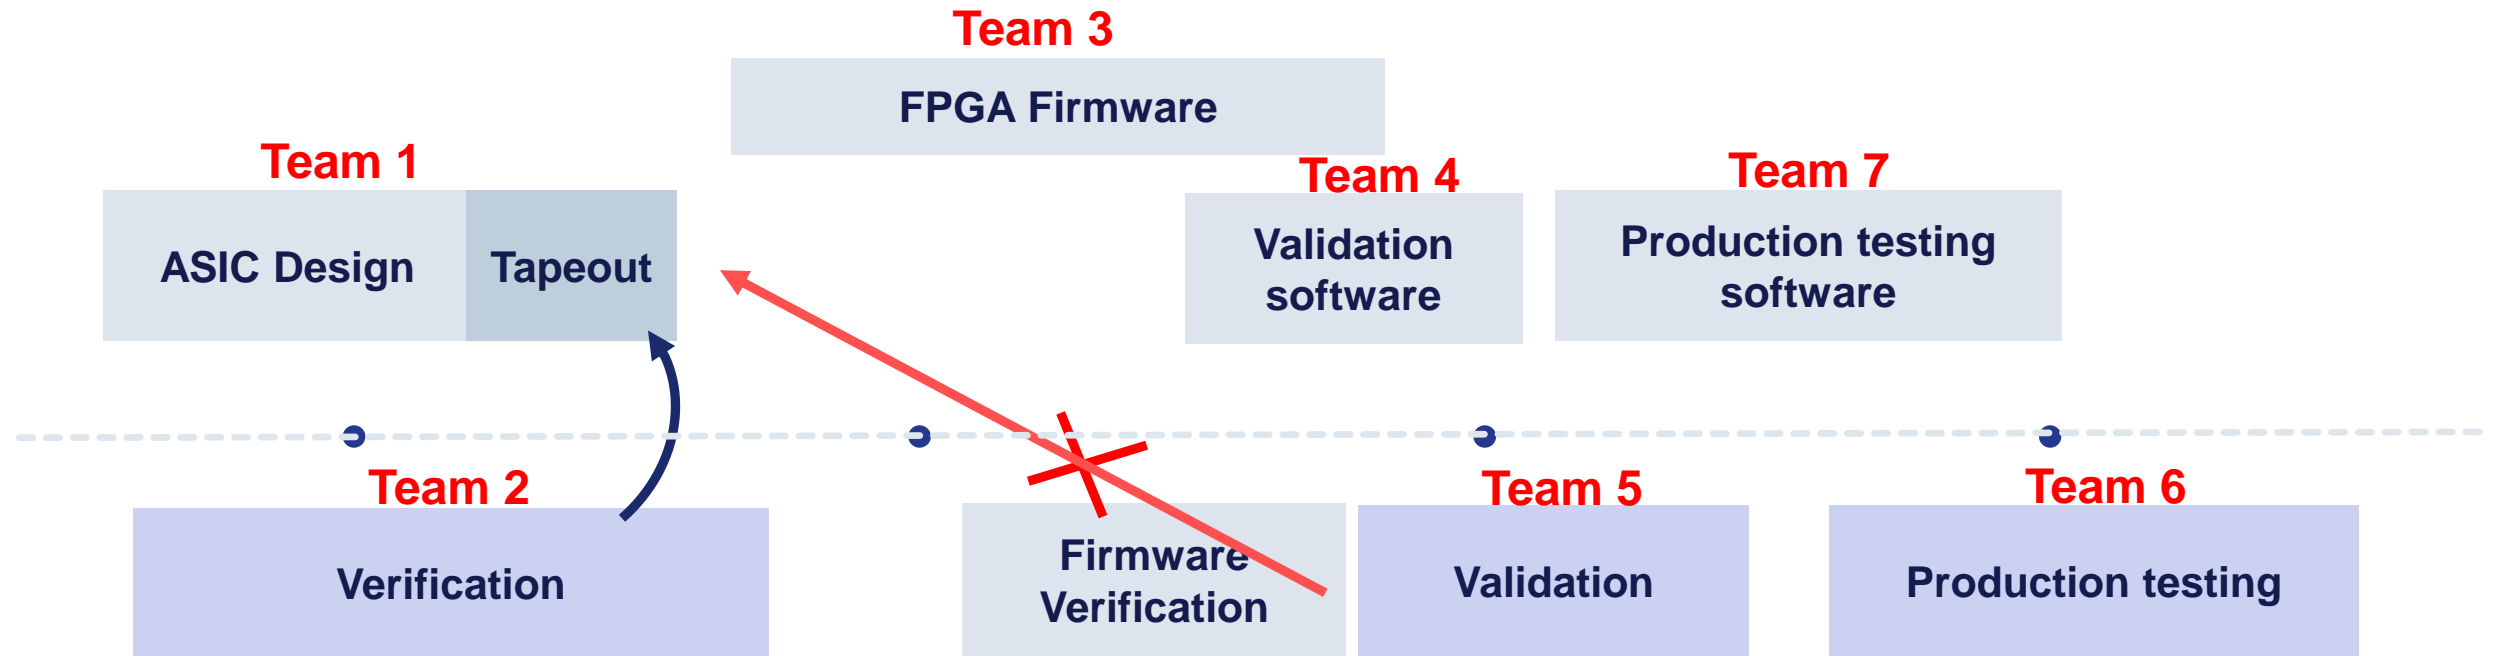 Team 3
FPGA Firmware
Team 1
ASIC Design
Tapeout
Team 4
Validation
software
Team 7
Production testing
software
Team 2
Verification
Firmware
Verification
Team 5
Validation
Team 6
Production testing